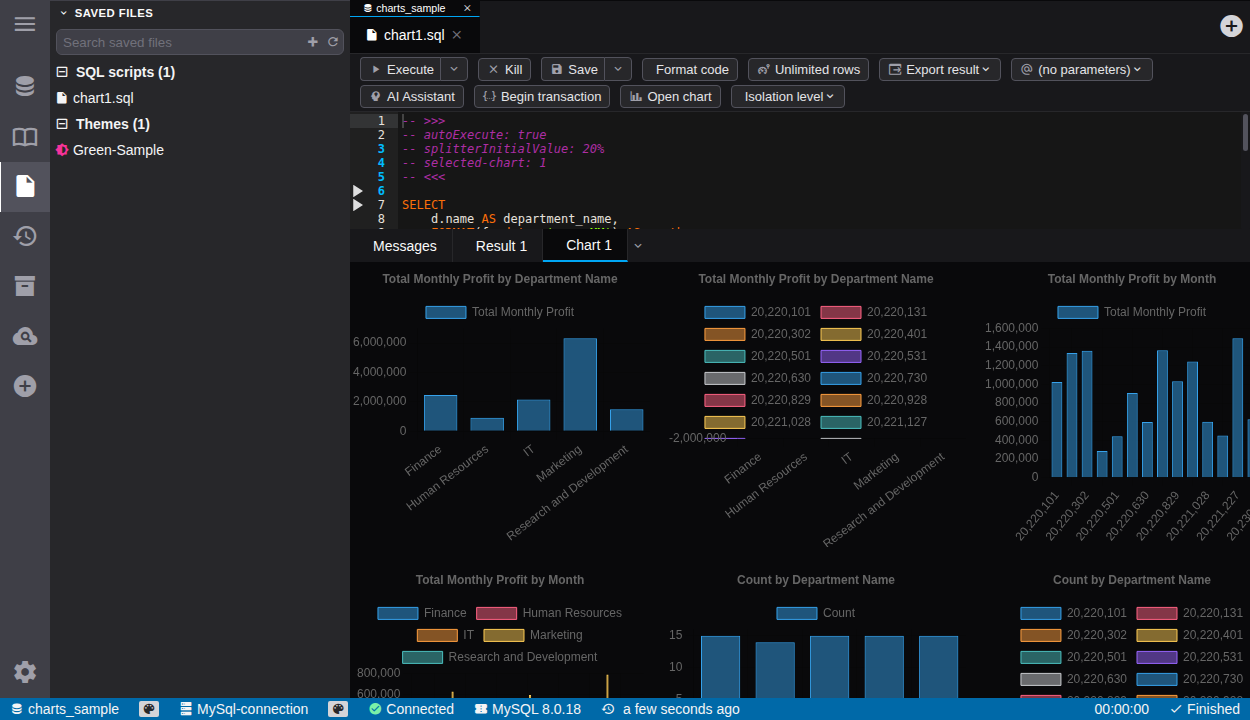 SAVED FILES
Search saved files
SQL scripts (1)
chart1.sql
Themes (1)
Green-Sample
charts_sample
chart1.sql
Execute
Kill
Save
Format code
Unlimited rows
Export result
(no parameters)
AI Assistant
Begin transaction
Open chart
Isolation level
1 -- >>>
2 -- autoExecute: true
3 -- splitterInitialValue: 20%
4 -- selected-chart: 1
5 -- <<<
6
7 SELECT
8 d.name AS department_name,
Messages
Result 1
Chart 1
Total Monthly Profit by Department Name
Total Monthly Profit
6,000,000
4,000,000
2,000,000
0
Finance
Human Resources
IT
Marketing
Research and Development
Total Monthly Profit by Department Name
20,220,101 20,220,131
20,220,302 20,220,401
20,220,501 20,220,531
20,220,630 20,220,730
20,220,829 20,220,928
20,221,028 20,221,127
-2,000,000
Finance
Human Resources
IT
Marketing
Research and Development
Total Monthly Profit by Month
Total Monthly Profit
1,600,000
1,400,000
1,200,000
1,000,000
800,000
600,000
400,000
200,000
0
20,220,101
20,220,302
20,220,501
20,220,630
20,220,829
20,221,028
20,221,227
Total Monthly Profit by Month
Finance Human Resources
IT Marketing
Research and Development
800,000
600,000
Count by Department Name
Count
15
10
5
Count by Department Name
20,220,101 20,220,131
20,220,302 20,220,401
20,220,501 20,220,531
20,220,630 20,220,730
charts_sample
MySql-connection
Connected
MySQL 8.0.18
a few seconds ago
00:00:00
Finished